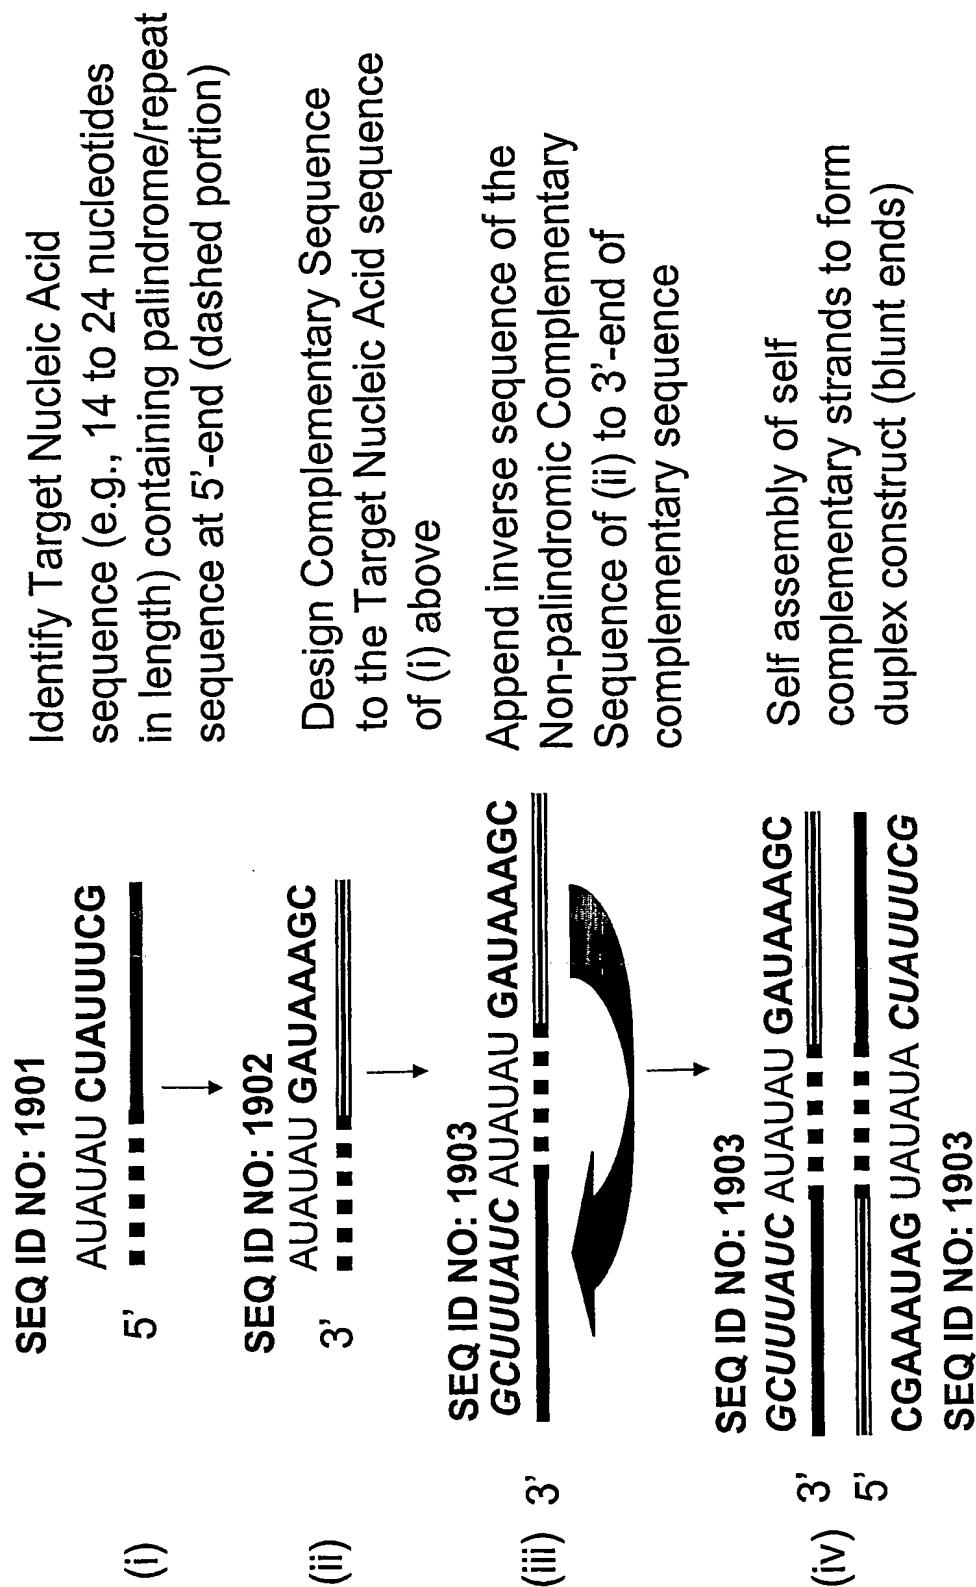 SEQ ID NO: 1901
AUAUAU CUAUUUCG
(i) 5’
Identify Target Nucleic Acid
sequence (e.g., 14 to 24 nucleotides
in length) containing palindrome/repeat
sequence at 5’-end (dashed portion)
SEQ ID NO: 1902
AUAUAU GAUAAAGC
(ii) 3’
Design Complementary Sequence
to the Target Nucleic Acid sequence
of (i) above
SEQ ID NO: 1903
GCUUUAUC AUAUAU GAUAAAGC
(iii) 3’
Append inverse sequence of the
Non-palindromic Complementary
Sequence of (ii) to 3’-end of
complementary sequence
SEQ ID NO: 1903
GCUUUAUC AUAUAU GAUAAAGC
(iv) 3’
5’
CGAAAUAG UAUAUA CUAUUUCG
SEQ ID NO: 1903
Self assembly of self
complementary strands to form
duplex construct (blunt ends)